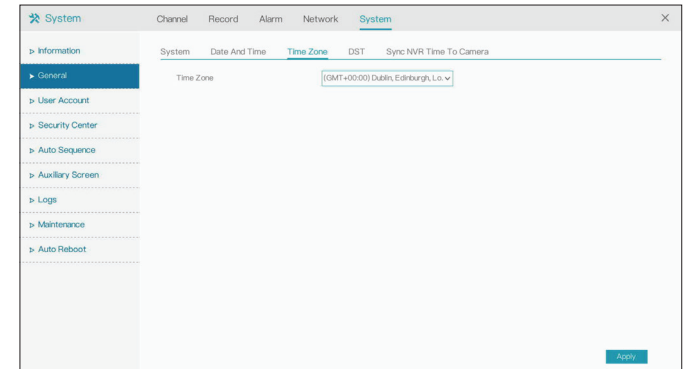 System Channel Record Alarm Network System
Information System Date And Time Time Zone DST Sync NVR Time To Camera
General Time Zone (GMT+00:00) Dublin, Edinburgh, Lo.
User Account
Security Center
Auto Sequence
Auxiliary Screen
Logs
Maintenance
Auto Reboot
Apply